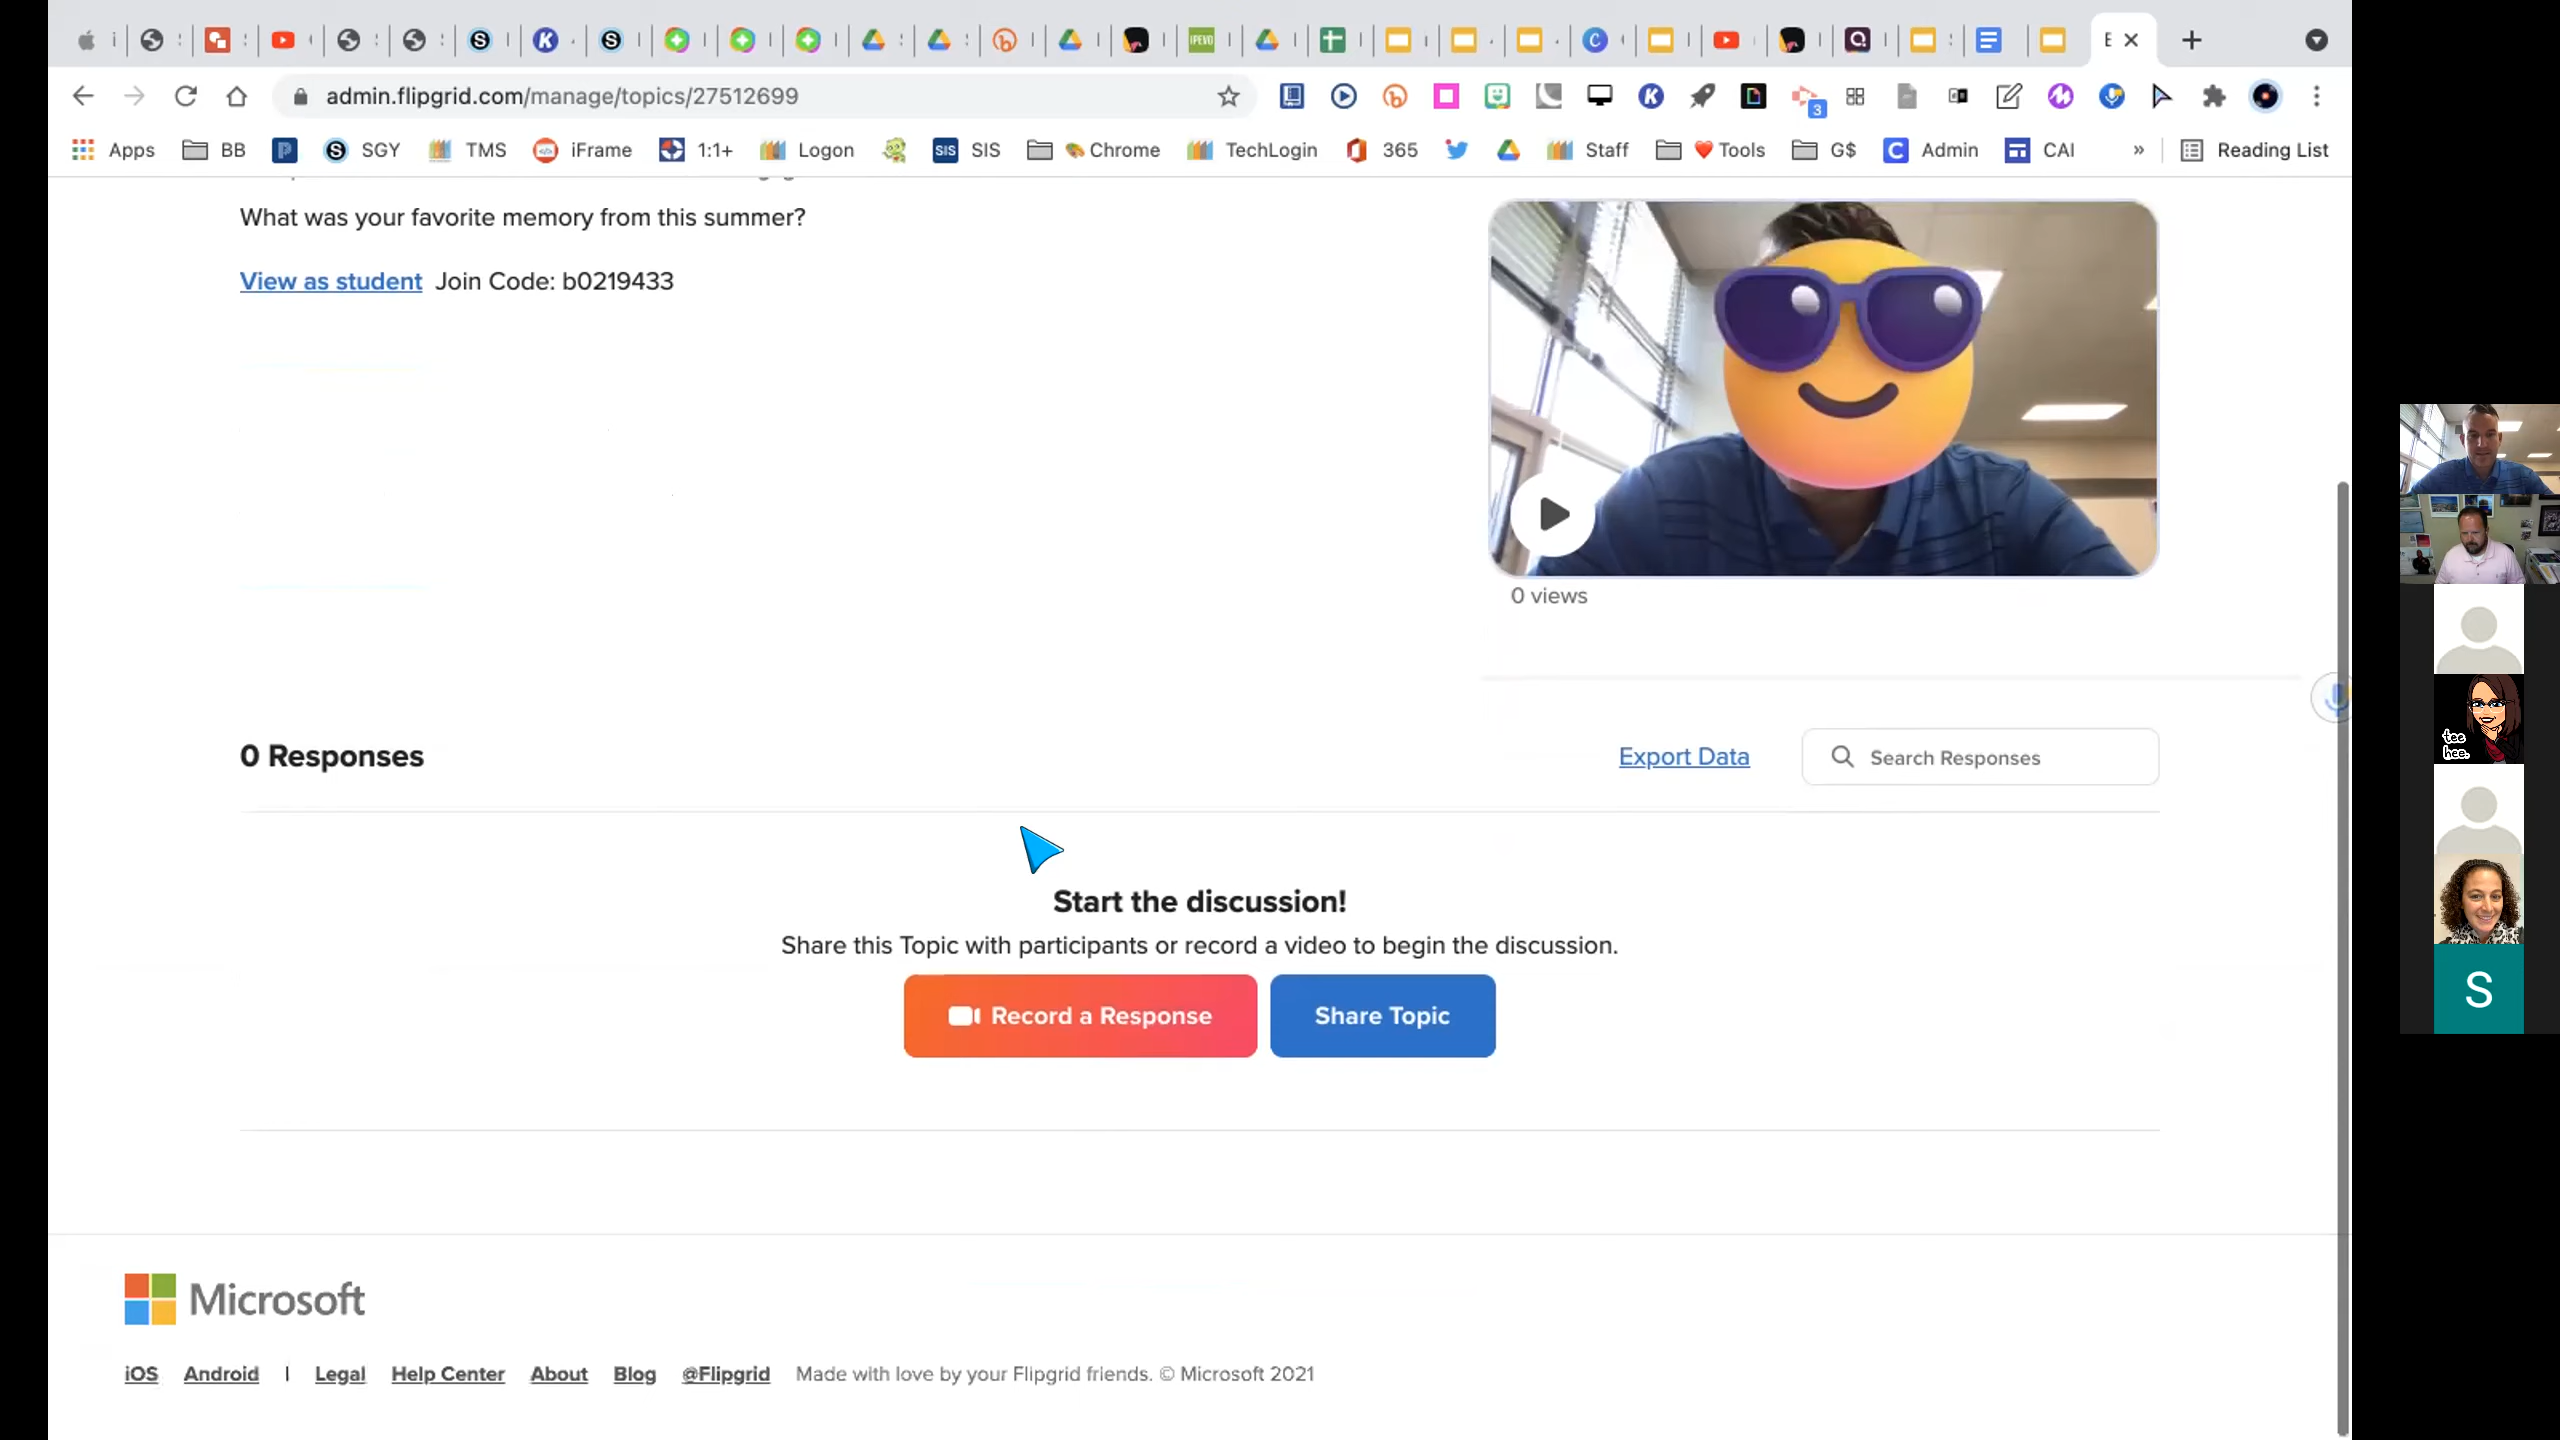 admin.flipgrid.com/manage/topics/27512699
3
Apps BB SGY TMS iFrame 1:1+ Logon SIS SIS Chrome TechLogin 365 Staff Tools G$ Admin CAI » Reading List
What was your favorite memory from this summer?
View as student Join Code: b0219433
0 views
0 Responses
Export Data
Search Responses
Start the discussion!
Share this Topic with participants or record a video to begin the discussion.
Record a Response
Share Topic
Microsoft
iOS Android | Legal Help Center About Blog @Flipgrid Made with love by your Flipgrid friends. © Microsoft 2021
tee
hee.
S